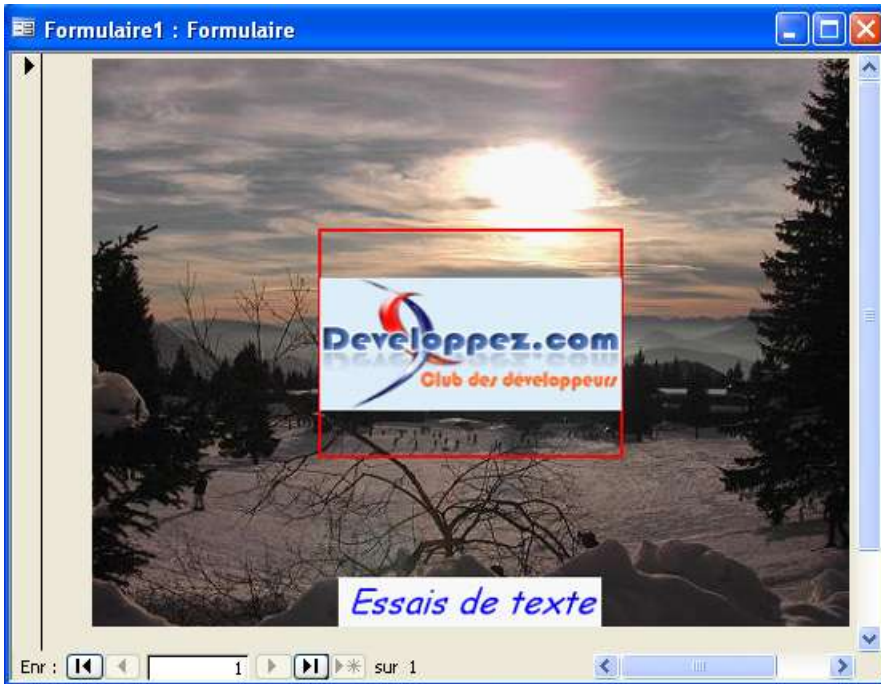 Formulaire1 : Formulaire
Developpez.com
Club des développeurs
Essais de texte
Enr : 1 sur 1